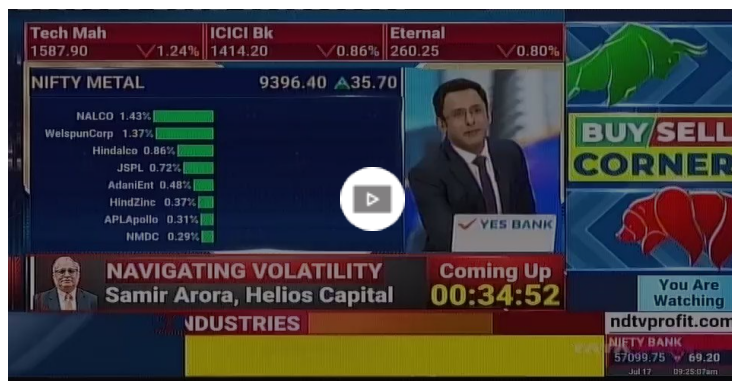 Tech Mah ICICI Bk Eternal
1587.90 1.24% 1414.20 0.86% 260.25 0.80%
NIFTY METAL 9396.40 35.70
NALCO 1.43%
WelspunCorp 1.37%
Hindalco 0.86%
JSPL 0.72%
AdaniEnt 0.48%
HindZinc 0.37%
APLApollo 0.31%
NMDC 0.29%
YES BANK
BUY SELL
CORNER
NAVIGATING VOLATILITY
Samir Arora, Helios Capital
Coming Up
00:34:52
You Are
Watching
ndtvprofit.com
NDUSTRIES
NIFTY BANK
57099.75 69.20
Jul 17 09:25:07am